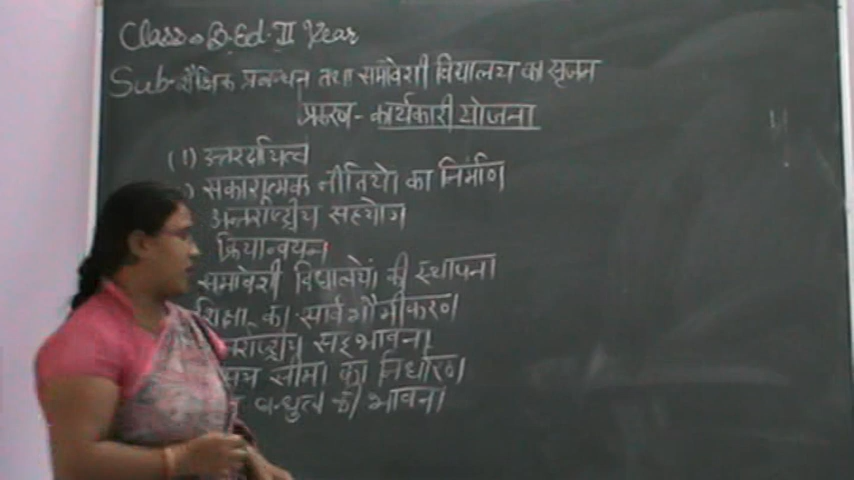 Class - B.Ed. II Year
Sub - शैक्षिक प्रबन्धन तथा समावेशी विद्यालय का सृजन
प्रकरण - कार्यकारी योजना
(1) उत्तरदायित्व
) सकारात्मक नीतियों का निर्माण
अन्तर्राष्ट्रीय सहयोग
क्रियान्वयन
समावेशी विद्यालयों की स्थापना
शिक्षा का सार्वभौमीकरण
सद्भावना
सीमा का निर्धारण
बन्धुत्व की भावना